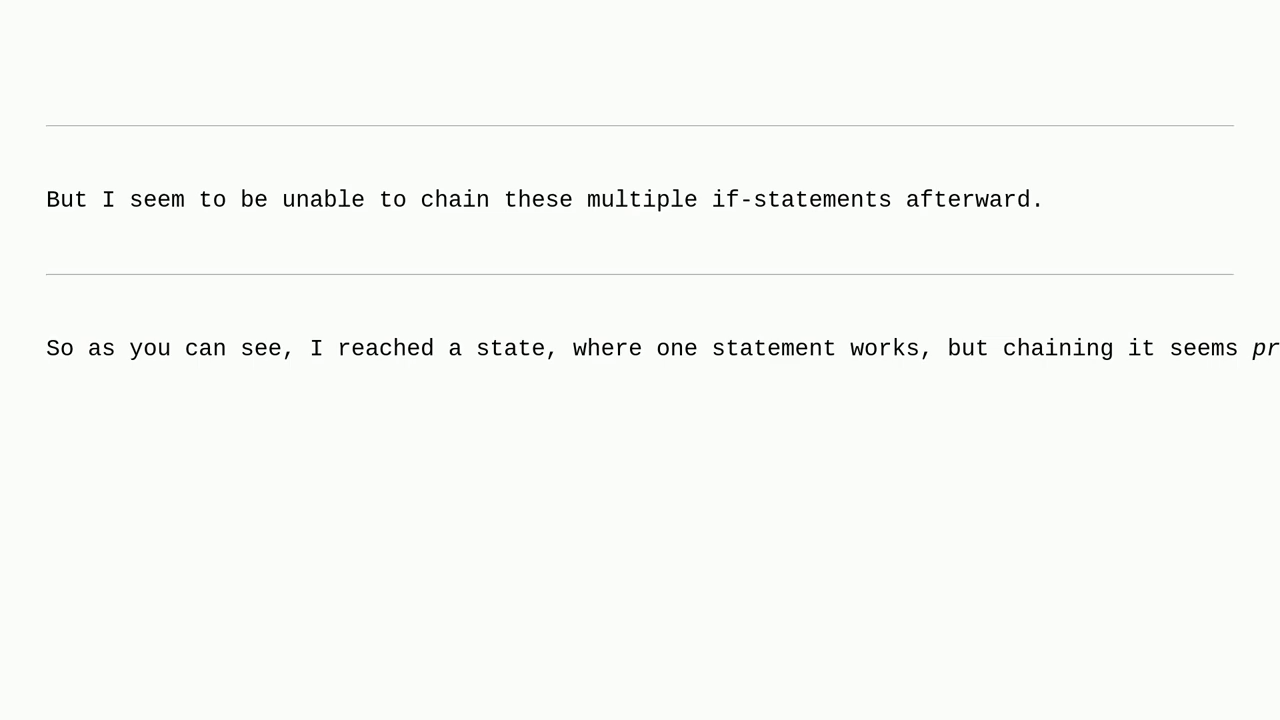 But I seem to be unable to chain these multiple if-statements afterward.
So as you can see, I reached a state, where one statement works, but chaining it seems